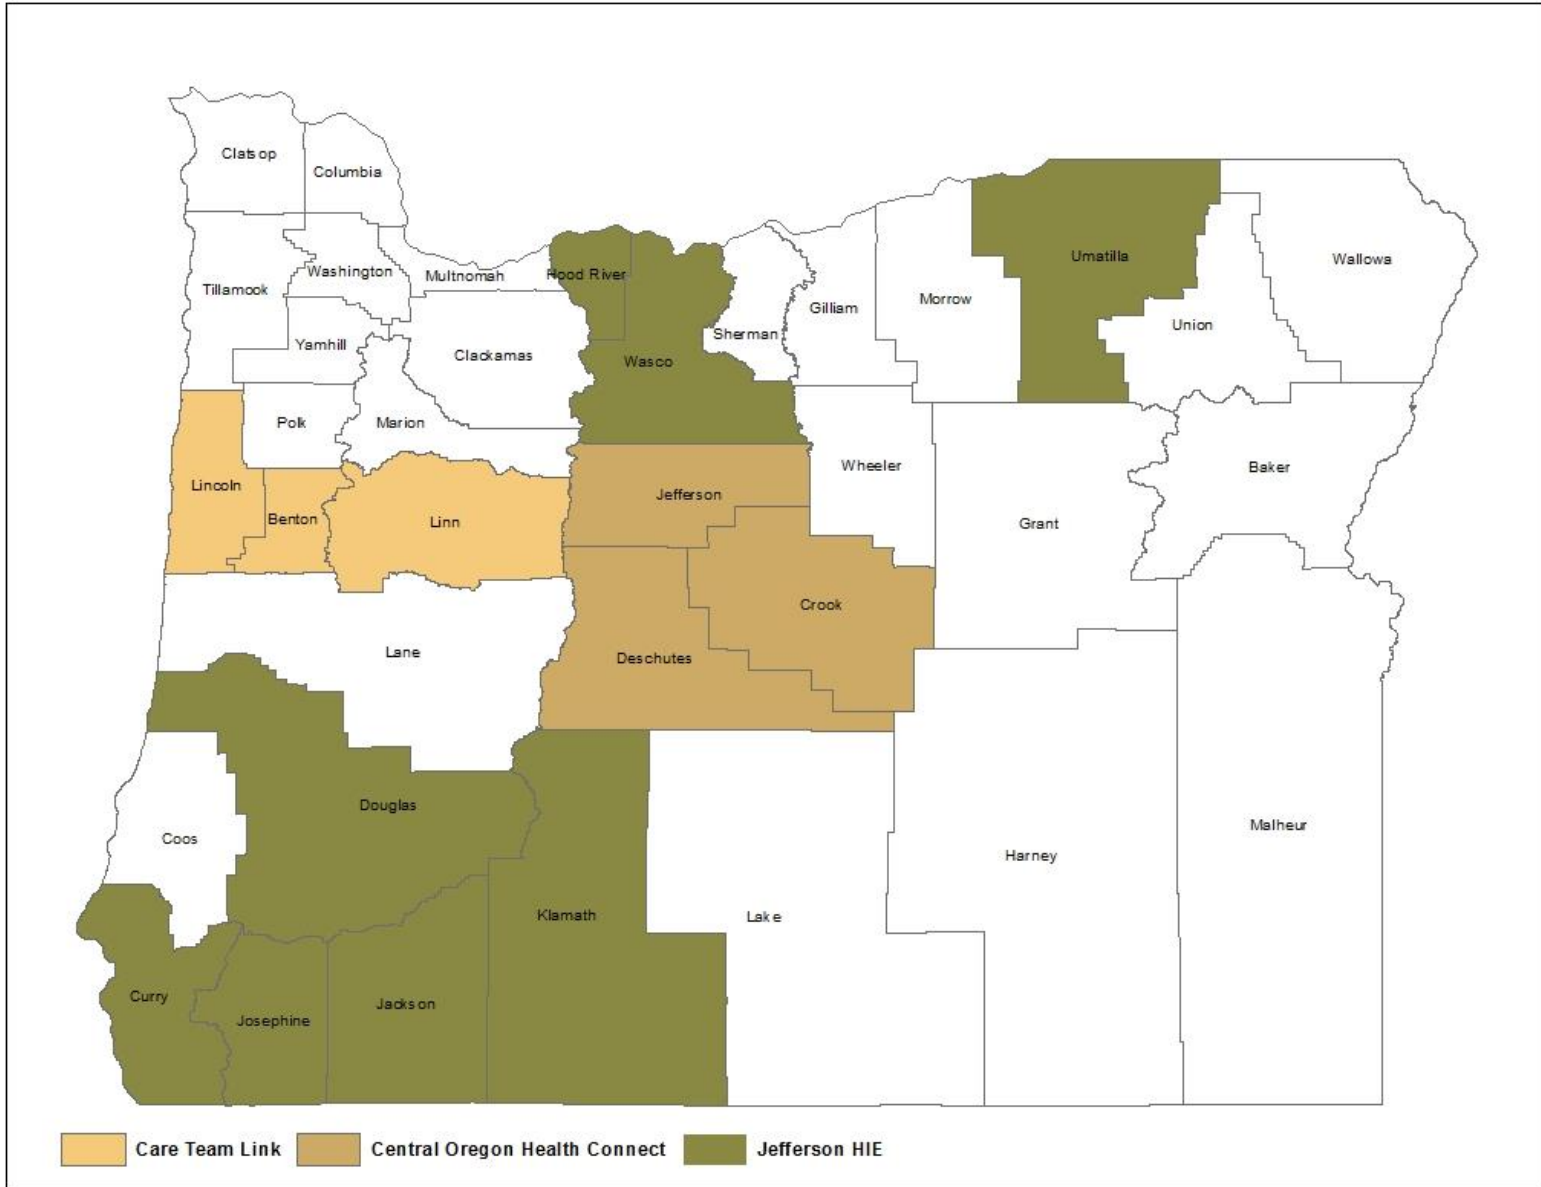 Clatsop
Columbia
Washington
Multnomah
Hood River
Umatilla
Wallowa
Tillamook
Morrow
Gilliam
Union
Sherman
Yamhill
Clackamas
Wasco
Polk
Marion
Wheeler
Baker
Lincoln
Jefferson
Benton
Linn
Grant
Crook
Lane
Deschutes
Douglas
Coos
Malheur
Harney
Klamath
Lake
Curry
Jackson
Josephine
Care Team Link
Central Oregon Health Connect
Jefferson HIE